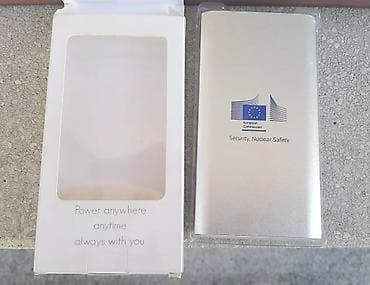 Power anywhere
anytime
always with you
European
Commission
Security, Nuclear Safety